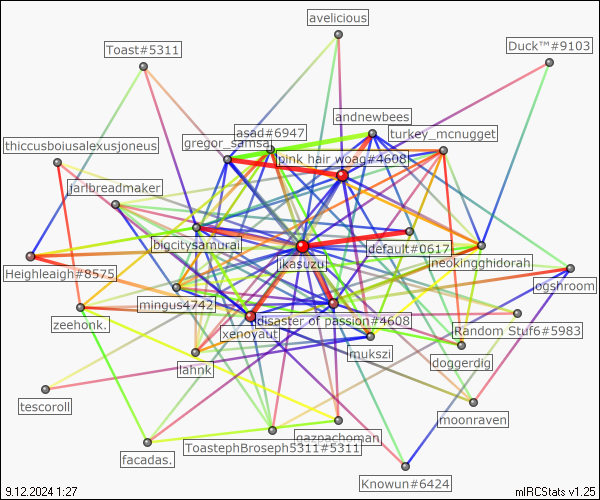 avelicious
Toast#5311
Duck™#9103
andnewbees
asad#6947
turkey_mcnugget
gregor_samsa
thiccusboiusalexusjoneus
pink hair woag#4608
jarlbreadmaker
bigcitysamurai
default#0617
neokingghidorah
jikasuzu
Heighleaigh#8575
ogshroom
mingus4742
disaster of passion#4608
zeehonk.
xenovaut
Random Stuf6#5983
mukszi
doggerdig
lahnk
tescoroll
moonraven
gazpachoman
ToastephBroseph5311#5311
facadas.
Knowun#6424
9.12.2024 1:27
mIRCStats v1.25